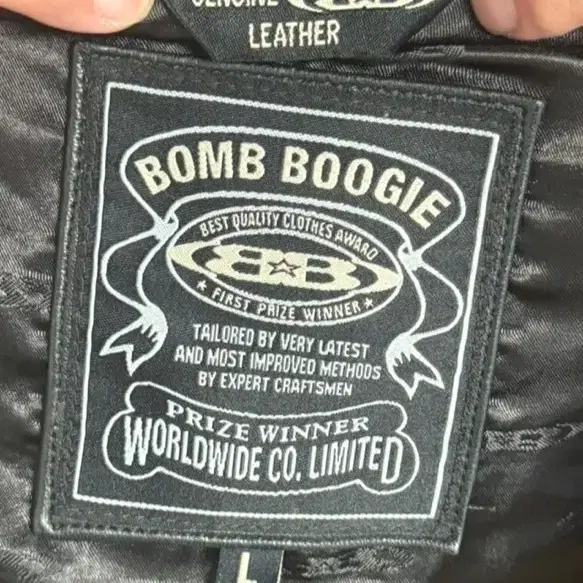 GENUINE
LEATHER
BOMB BOOGIE
BEST QUALITY CLOTHES AWARD
B☆B
★ FIRST PRIZE WINNER ★
TAILORED BY VERY LATEST
AND MOST IMPROVED METHODS
BY EXPERT CRAFTSMEN
PRIZE WINNER
WORLDWIDE CO. LIMITED
L